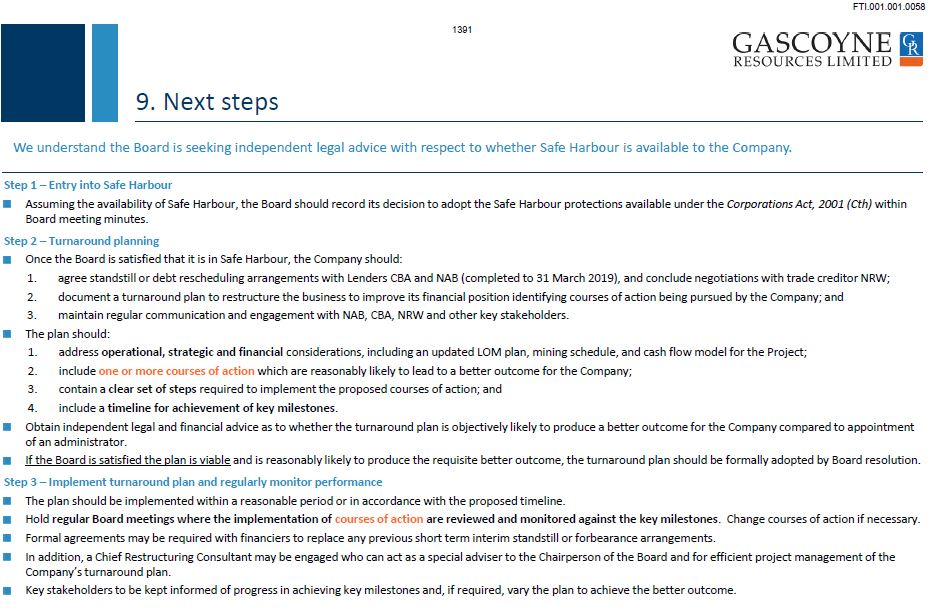 FTI.001.001.0058
1391
GASCOYNE
RESOURCES LIMITED
GR
9. Next steps
We understand the Board is seeking independent legal advice with respect to whether Safe Harbour is available to the Company.
Step 1 – Entry into Safe Harbour
Assuming the availability of Safe Harbour, the Board should record its decision to adopt the Safe Harbour protections available under the Corporations Act, 2001 (Cth) within
Board meeting minutes.
Step 2 – Turnaround planning
Once the Board is satisfied that it is in Safe Harbour, the Company should:
1. agree standstill or debt rescheduling arrangements with Lenders CBA and NAB (completed to 31 March 2019), and conclude negotiations with trade creditor NRW;
2. document a turnaround plan to restructure the business to improve its financial position identifying courses of action being pursued by the Company; and
3. maintain regular communication and engagement with NAB, CBA, NRW and other key stakeholders.
The plan should:
1. address operational, strategic and financial considerations, including an updated LOM plan, mining schedule, and cash flow model for the Project;
2. include one or more courses of action which are reasonably likely to lead to a better outcome for the Company;
3. contain a clear set of steps required to implement the proposed courses of action; and
4. include a timeline for achievement of key milestones.
Obtain independent legal and financial advice as to whether the turnaround plan is objectively likely to produce a better outcome for the Company compared to appointment
of an administrator.
If the Board is satisfied the plan is viable and is reasonably likely to produce the requisite better outcome, the turnaround plan should be formally adopted by Board resolution.
Step 3 – Implement turnaround plan and regularly monitor performance
The plan should be implemented within a reasonable period or in accordance with the proposed timeline.
Hold regular Board meetings where the implementation of courses of action are reviewed and monitored against the key milestones. Change courses of action if necessary.
Formal agreements may be required with financiers to replace any previous short term interim standstill or forbearance arrangements.
In addition, a Chief Restructuring Consultant may be engaged who can act as a special adviser to the Chairperson of the Board and for efficient project management of the
Company's turnaround plan.
Key stakeholders to be kept informed of progress in achieving key milestones and, if required, vary the plan to achieve the better outcome.